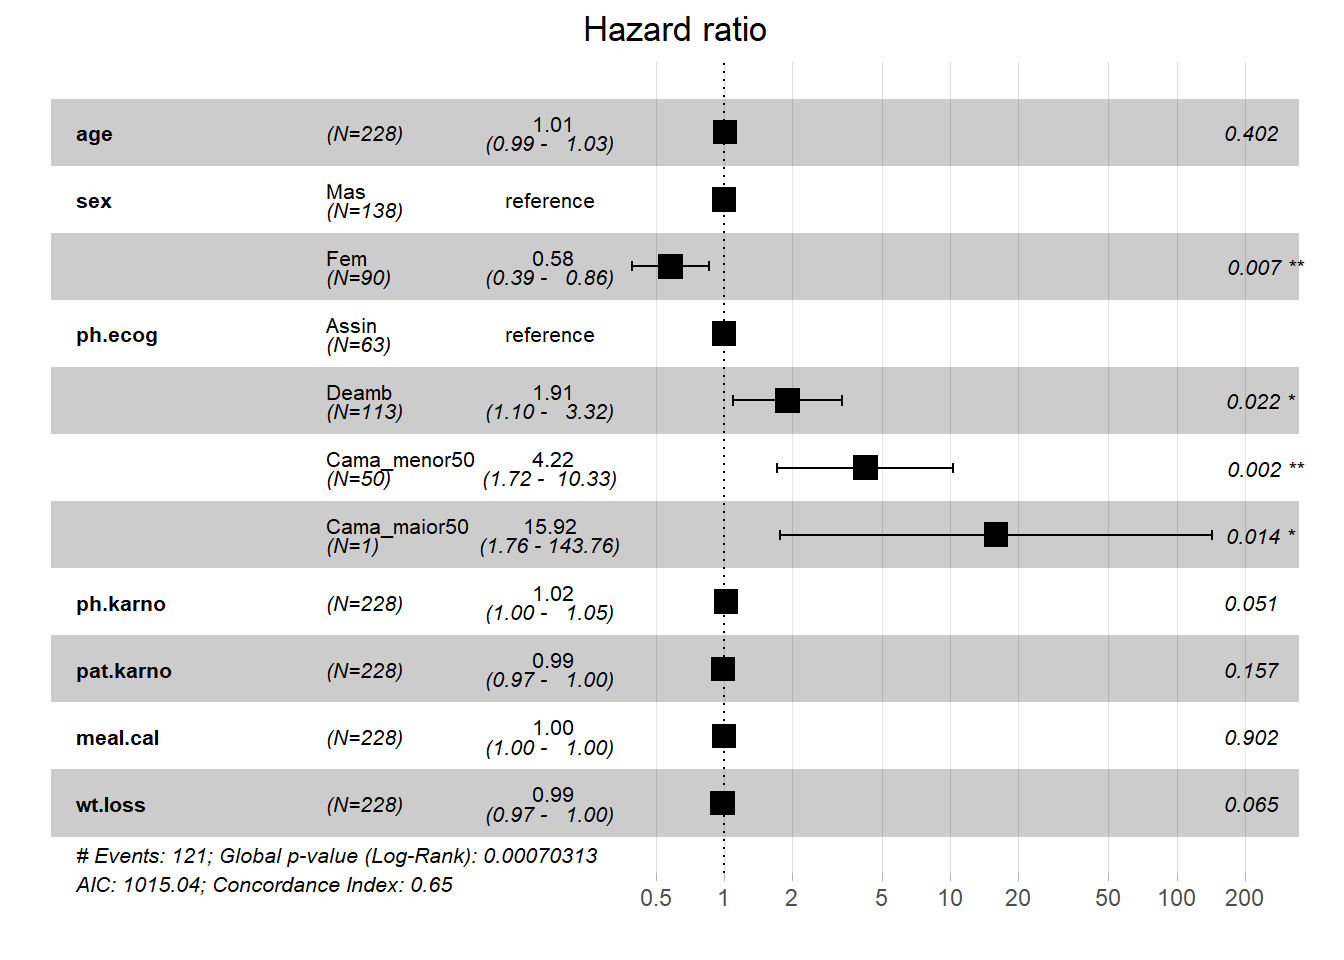 Hazard ratio
age (N=228) 1.01 (0.99 - 1.03) 0.402
sex Mas (N=138) reference
Fem (N=90) 0.58 (0.39 - 0.86) 0.007 **
ph.ecog Assin (N=63) reference
Deamb (N=113) 1.91 (1.10 - 3.32) 0.022 *
Cama_menor50 (N=50) 4.22 (1.72 - 10.33) 0.002 **
Cama_maior50 (N=1) 15.92 (1.76 - 143.76) 0.014 *
ph.karno (N=228) 1.02 (1.00 - 1.05) 0.051
pat.karno (N=228) 0.99 (0.97 - 1.00) 0.157
meal.cal (N=228) 1.00 (1.00 - 1.00) 0.902
wt.loss (N=228) 0.99 (0.97 - 1.00) 0.065
# Events: 121; Global p-value (Log-Rank): 0.00070313
AIC: 1015.04; Concordance Index: 0.65
0.5 1 2 5 10 20 50 100 200